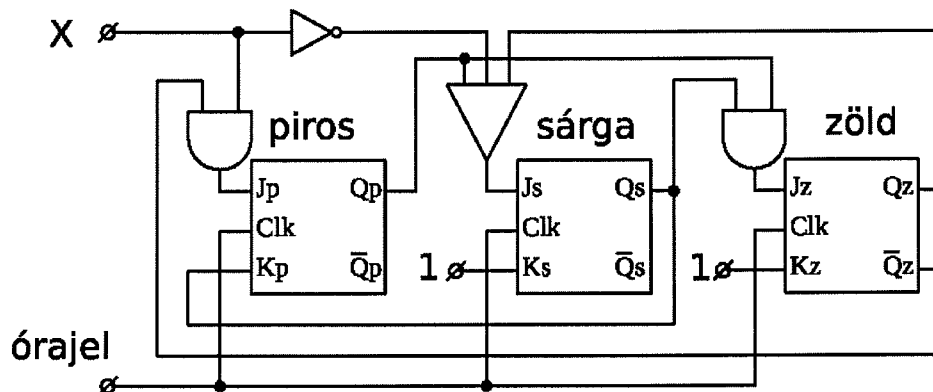 X
piros
sárga
zöld
Jp
Qp
Clk
Kp
Q̅p
Js
Qs
Clk
1
Ks
Q̅s
Jz
Qz
Clk
1
Kz
Q̅z
órajel